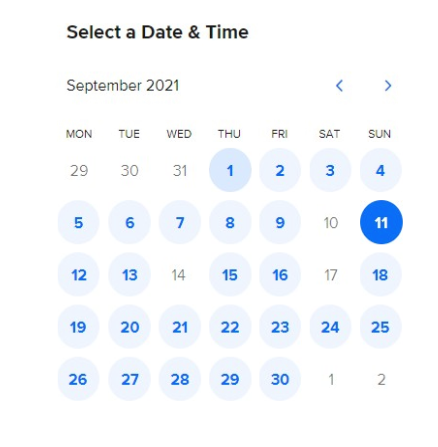 Select a Date & Time
September 2021
MON TUE WED THU FRI SAT SUN
29 30 31 1 2 3 4
5 6 7 8 9 10 11
12 13 14 15 16 17 18
19 20 21 22 23 24 25
26 27 28 29 30 1 2